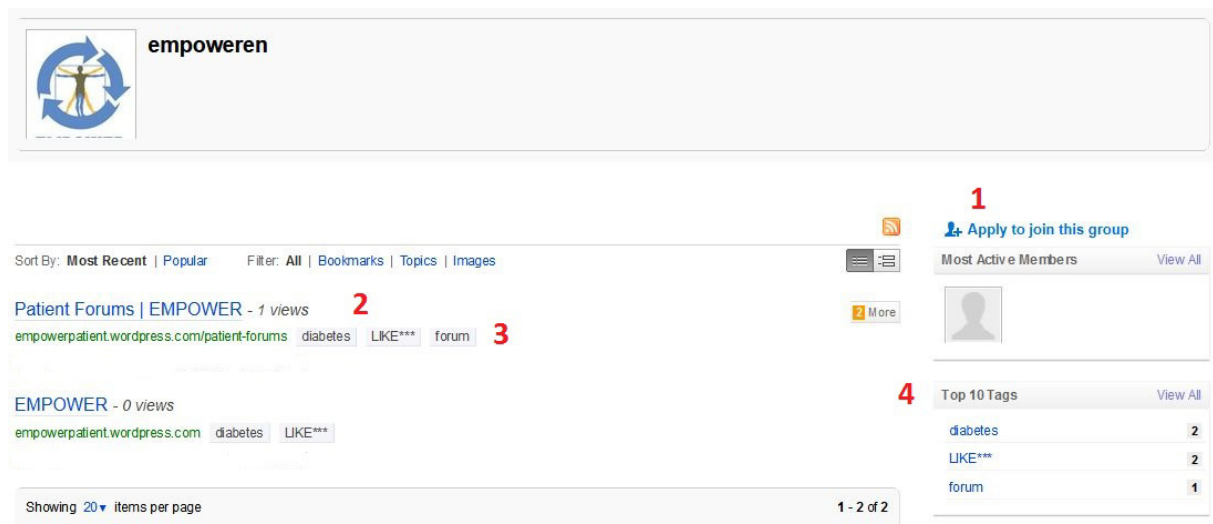 empoweren
1
Apply to join this group
Sort By: Most Recent | Popular Filter: All | Bookmarks | Topics | Images
Most Active Members View All
Patient Forums | EMPOWER - 1 views 2
2 More
empowerpatient.wordpress.com/patient-forums diabetes LIKE*** forum 3
4
Top 10 Tags View All
EMPOWER - 0 views
empowerpatient.wordpress.com diabetes LIKE***
diabetes 2
LIKE*** 2
forum 1
Showing 20▾ items per page 1 - 2 of 2